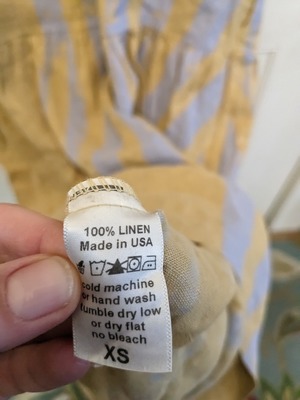 100% LINEN
Made in USA
cold machine
or hand wash
tumble dry low
or dry flat
no bleach
XS